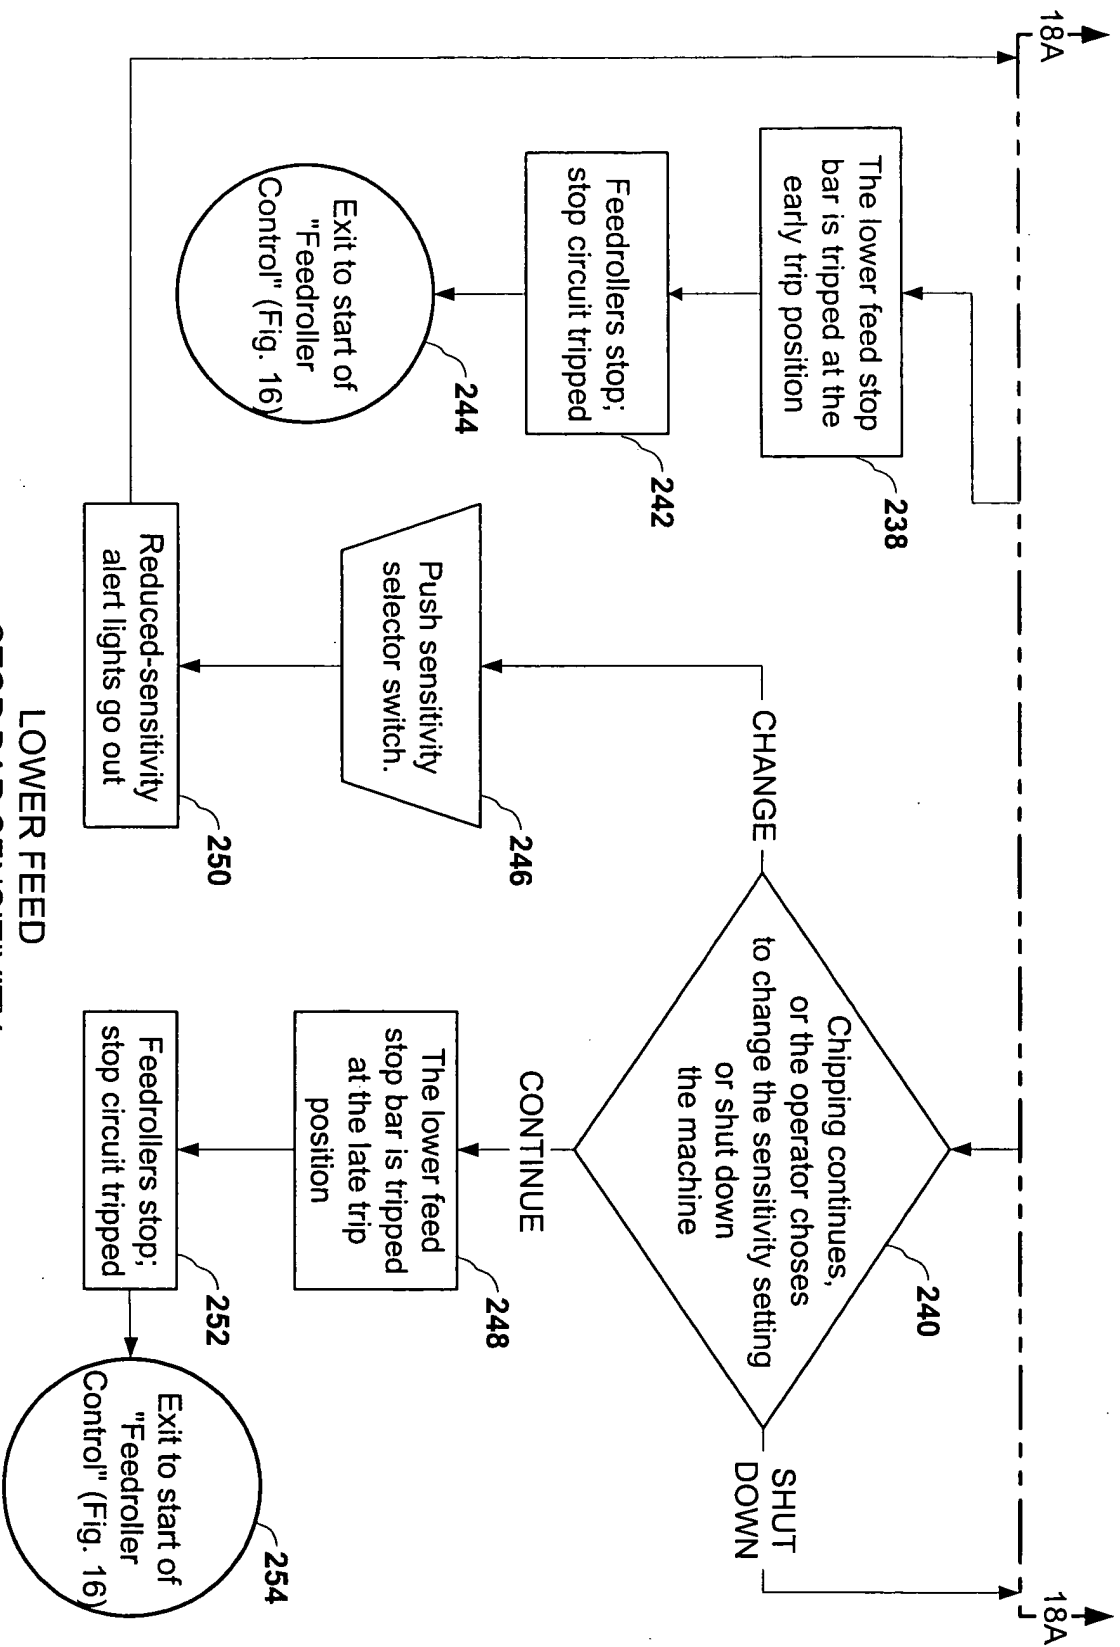 18A
18A
The lower feed stop
bar is tripped at the
early trip position
238
Feedrollers stop;
stop circuit tripped
242
Exit to start of
"Feedroller
Control" (Fig. 16)
244
Chipping continues,
or the operator choses
to change the sensitivity setting
or shut down
the machine
240
CHANGE
CONTINUE
SHUT
DOWN
Push sensitivity
selector switch.
246
Reduced-sensitivity
alert lights go out
250
The lower feed
stop bar is tripped
at the late trip
position
248
Feedrollers stop;
stop circuit tripped
252
Exit to start of
"Feedroller
Control" (Fig. 16)
254
LOWER FEED